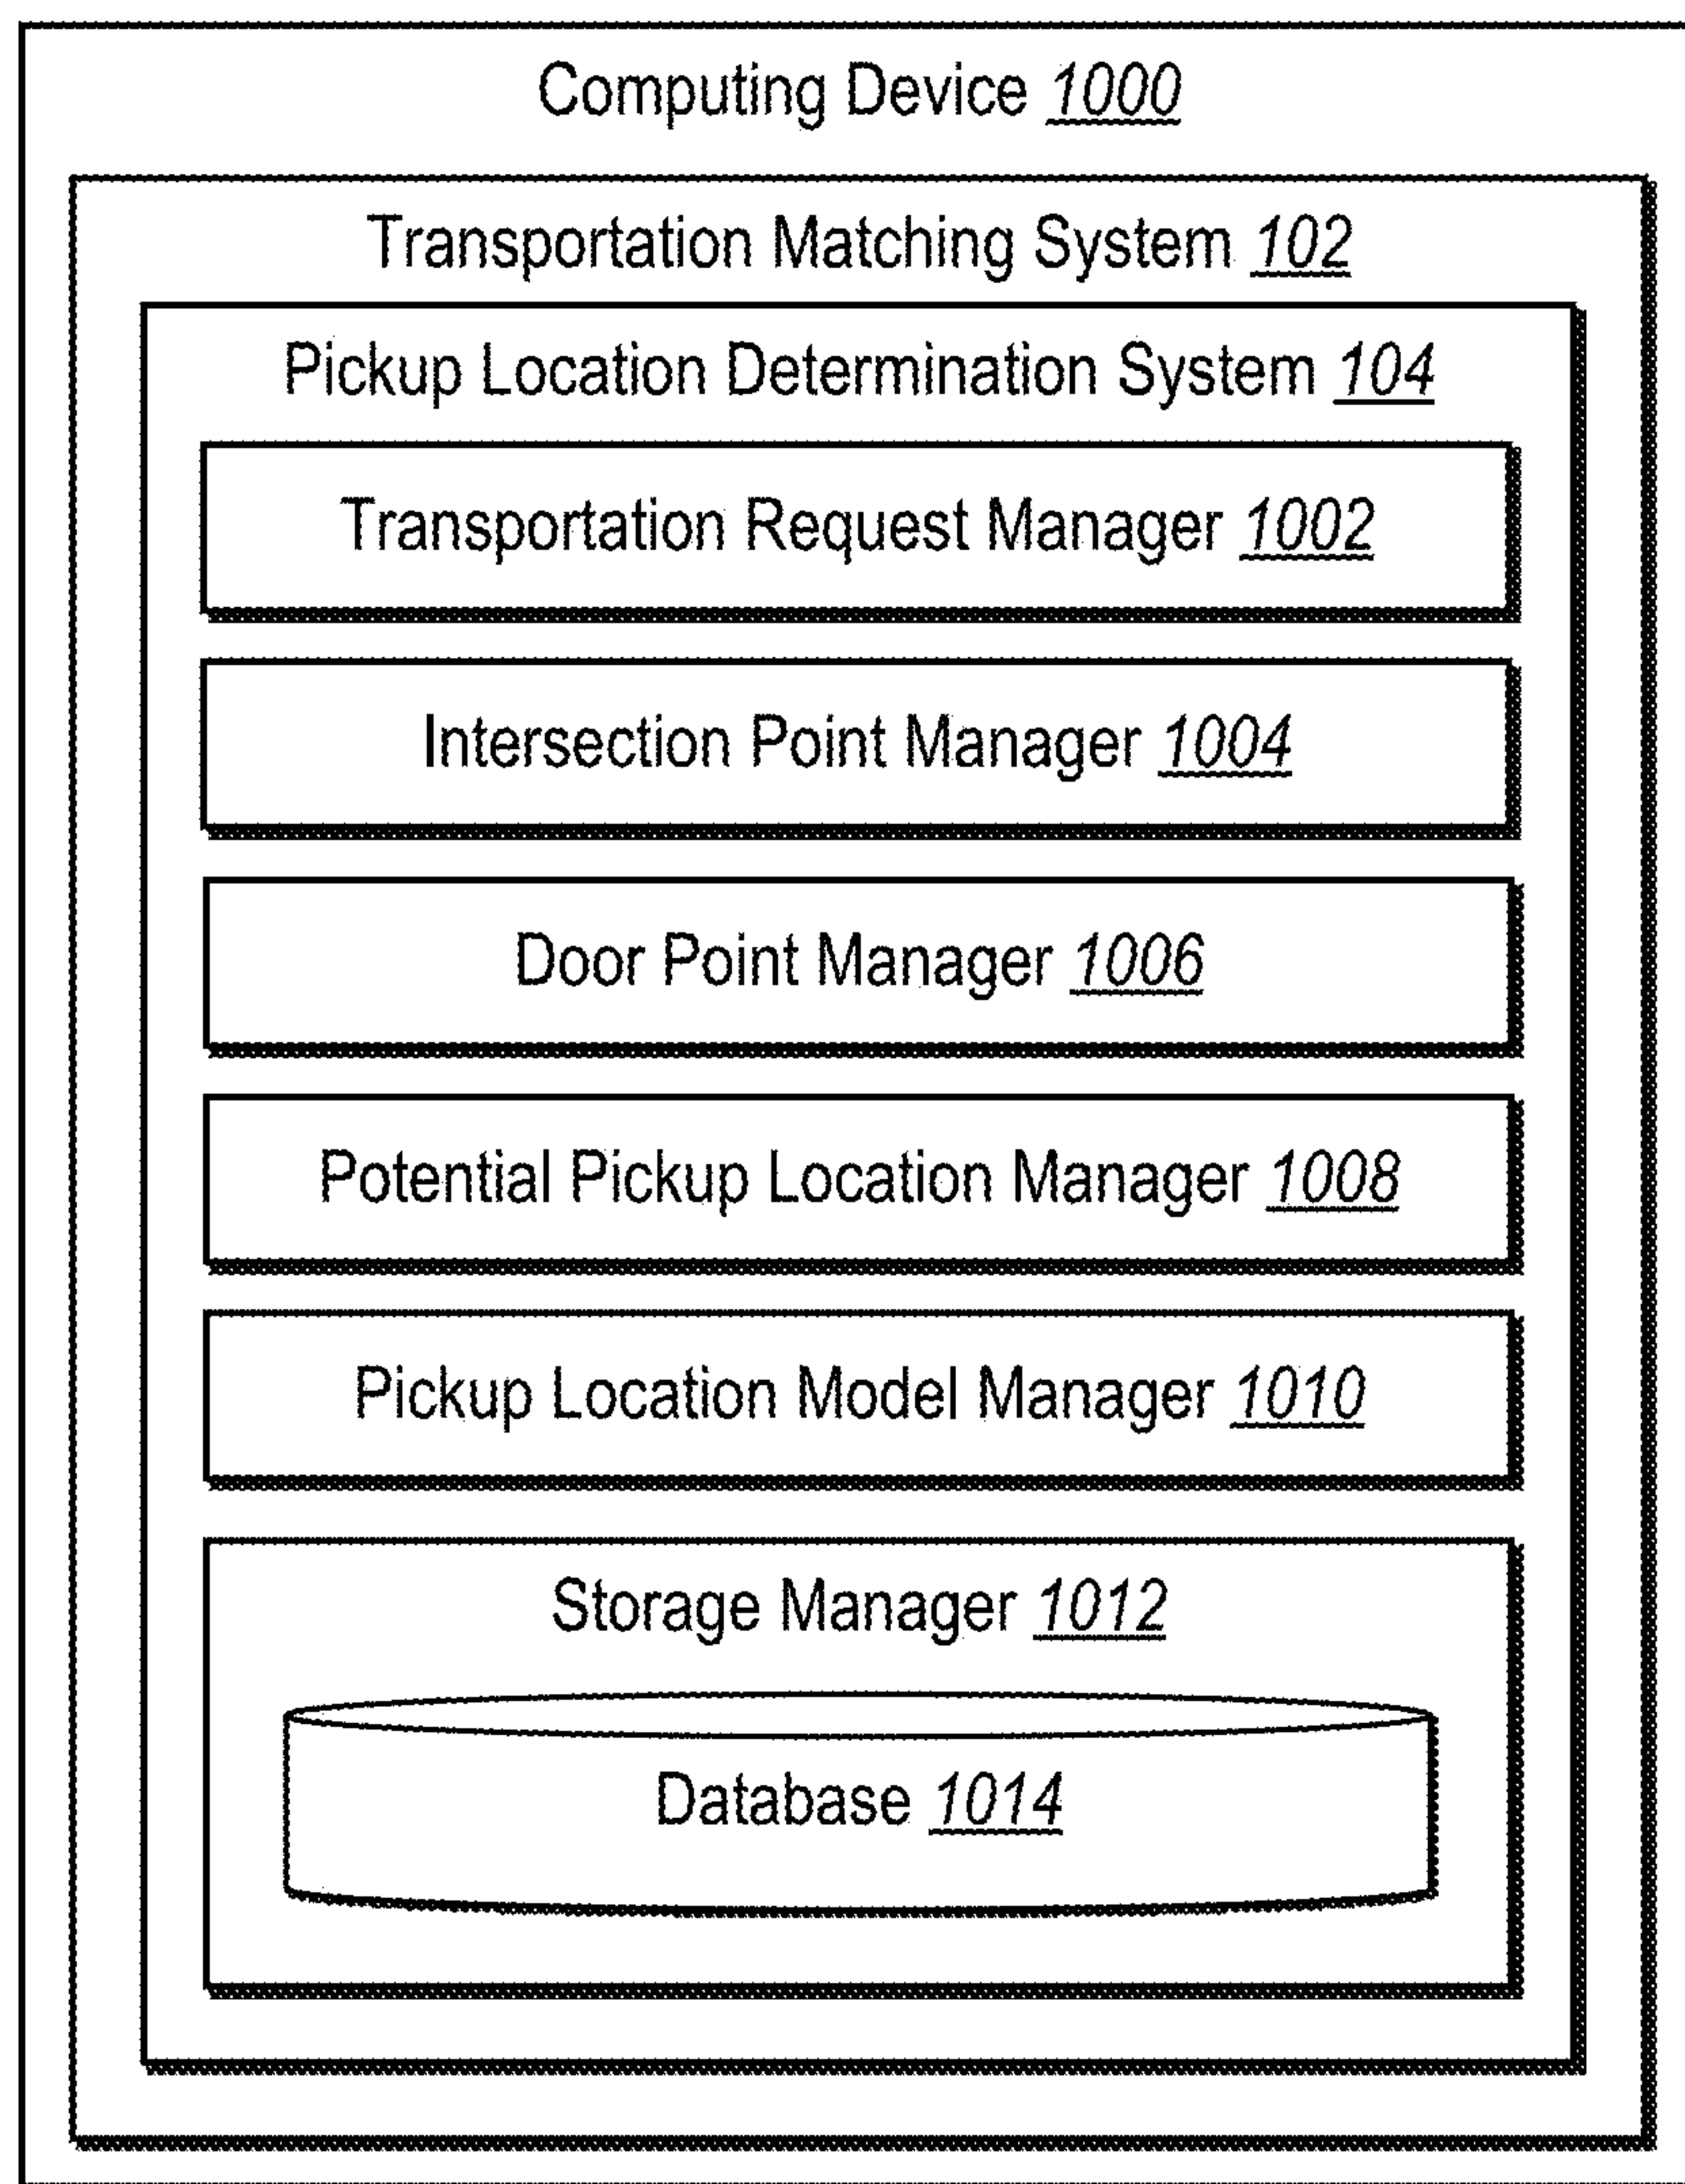 Computing Device 1000
Transportation Matching System 102
Pickup Location Determination System 104
Transportation Request Manager 1002
Intersection Point Manager 1004
Door Point Manager 1006
Potential Pickup Location Manager 1008
Pickup Location Model Manager 1010
Storage Manager 1012
Database 1014